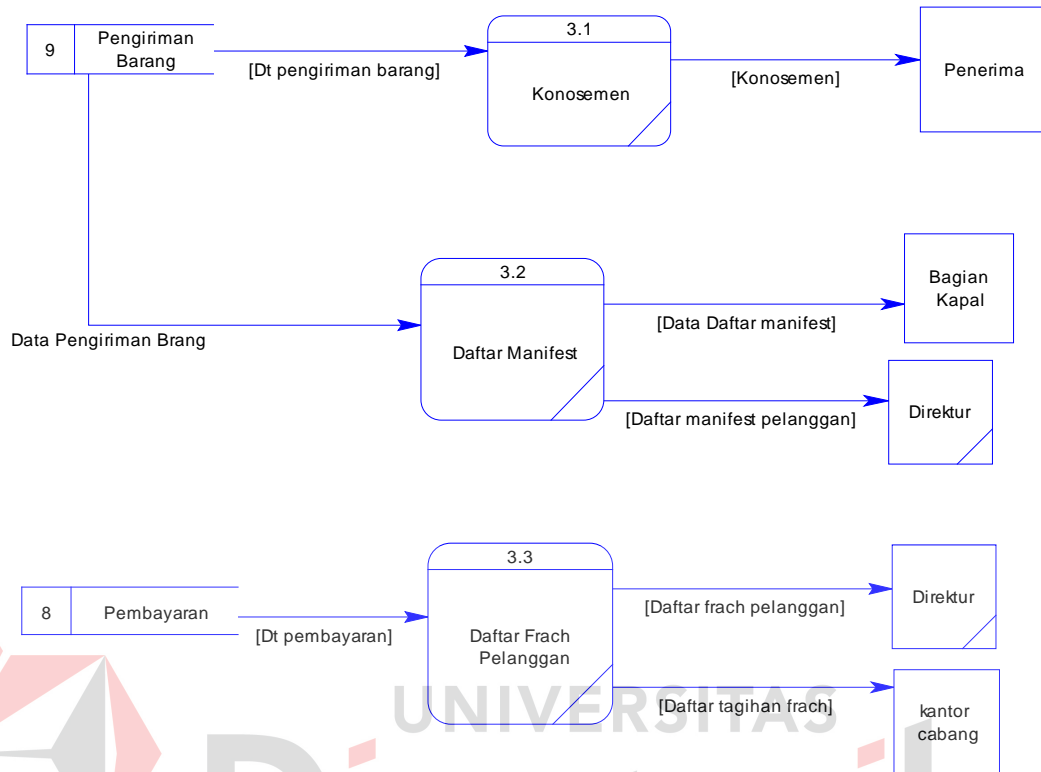 3.1
9
Pengiriman
Barang
[Dt pengiriman barang]
Konosemen
[Konosemen]
Penerima
3.2
Bagian
Kapal
Data Pengiriman Brang
Daftar Manifest
[Data Daftar manifest]
[Daftar manifest pelanggan]
Direktur
3.3
8
Pembayaran
[Dt pembayaran]
Daftar Frach
Pelanggan
[Daftar frach pelanggan]
Direktur
[Daftar tagihan frach]
kantor
cabang
UNIVERSITAS